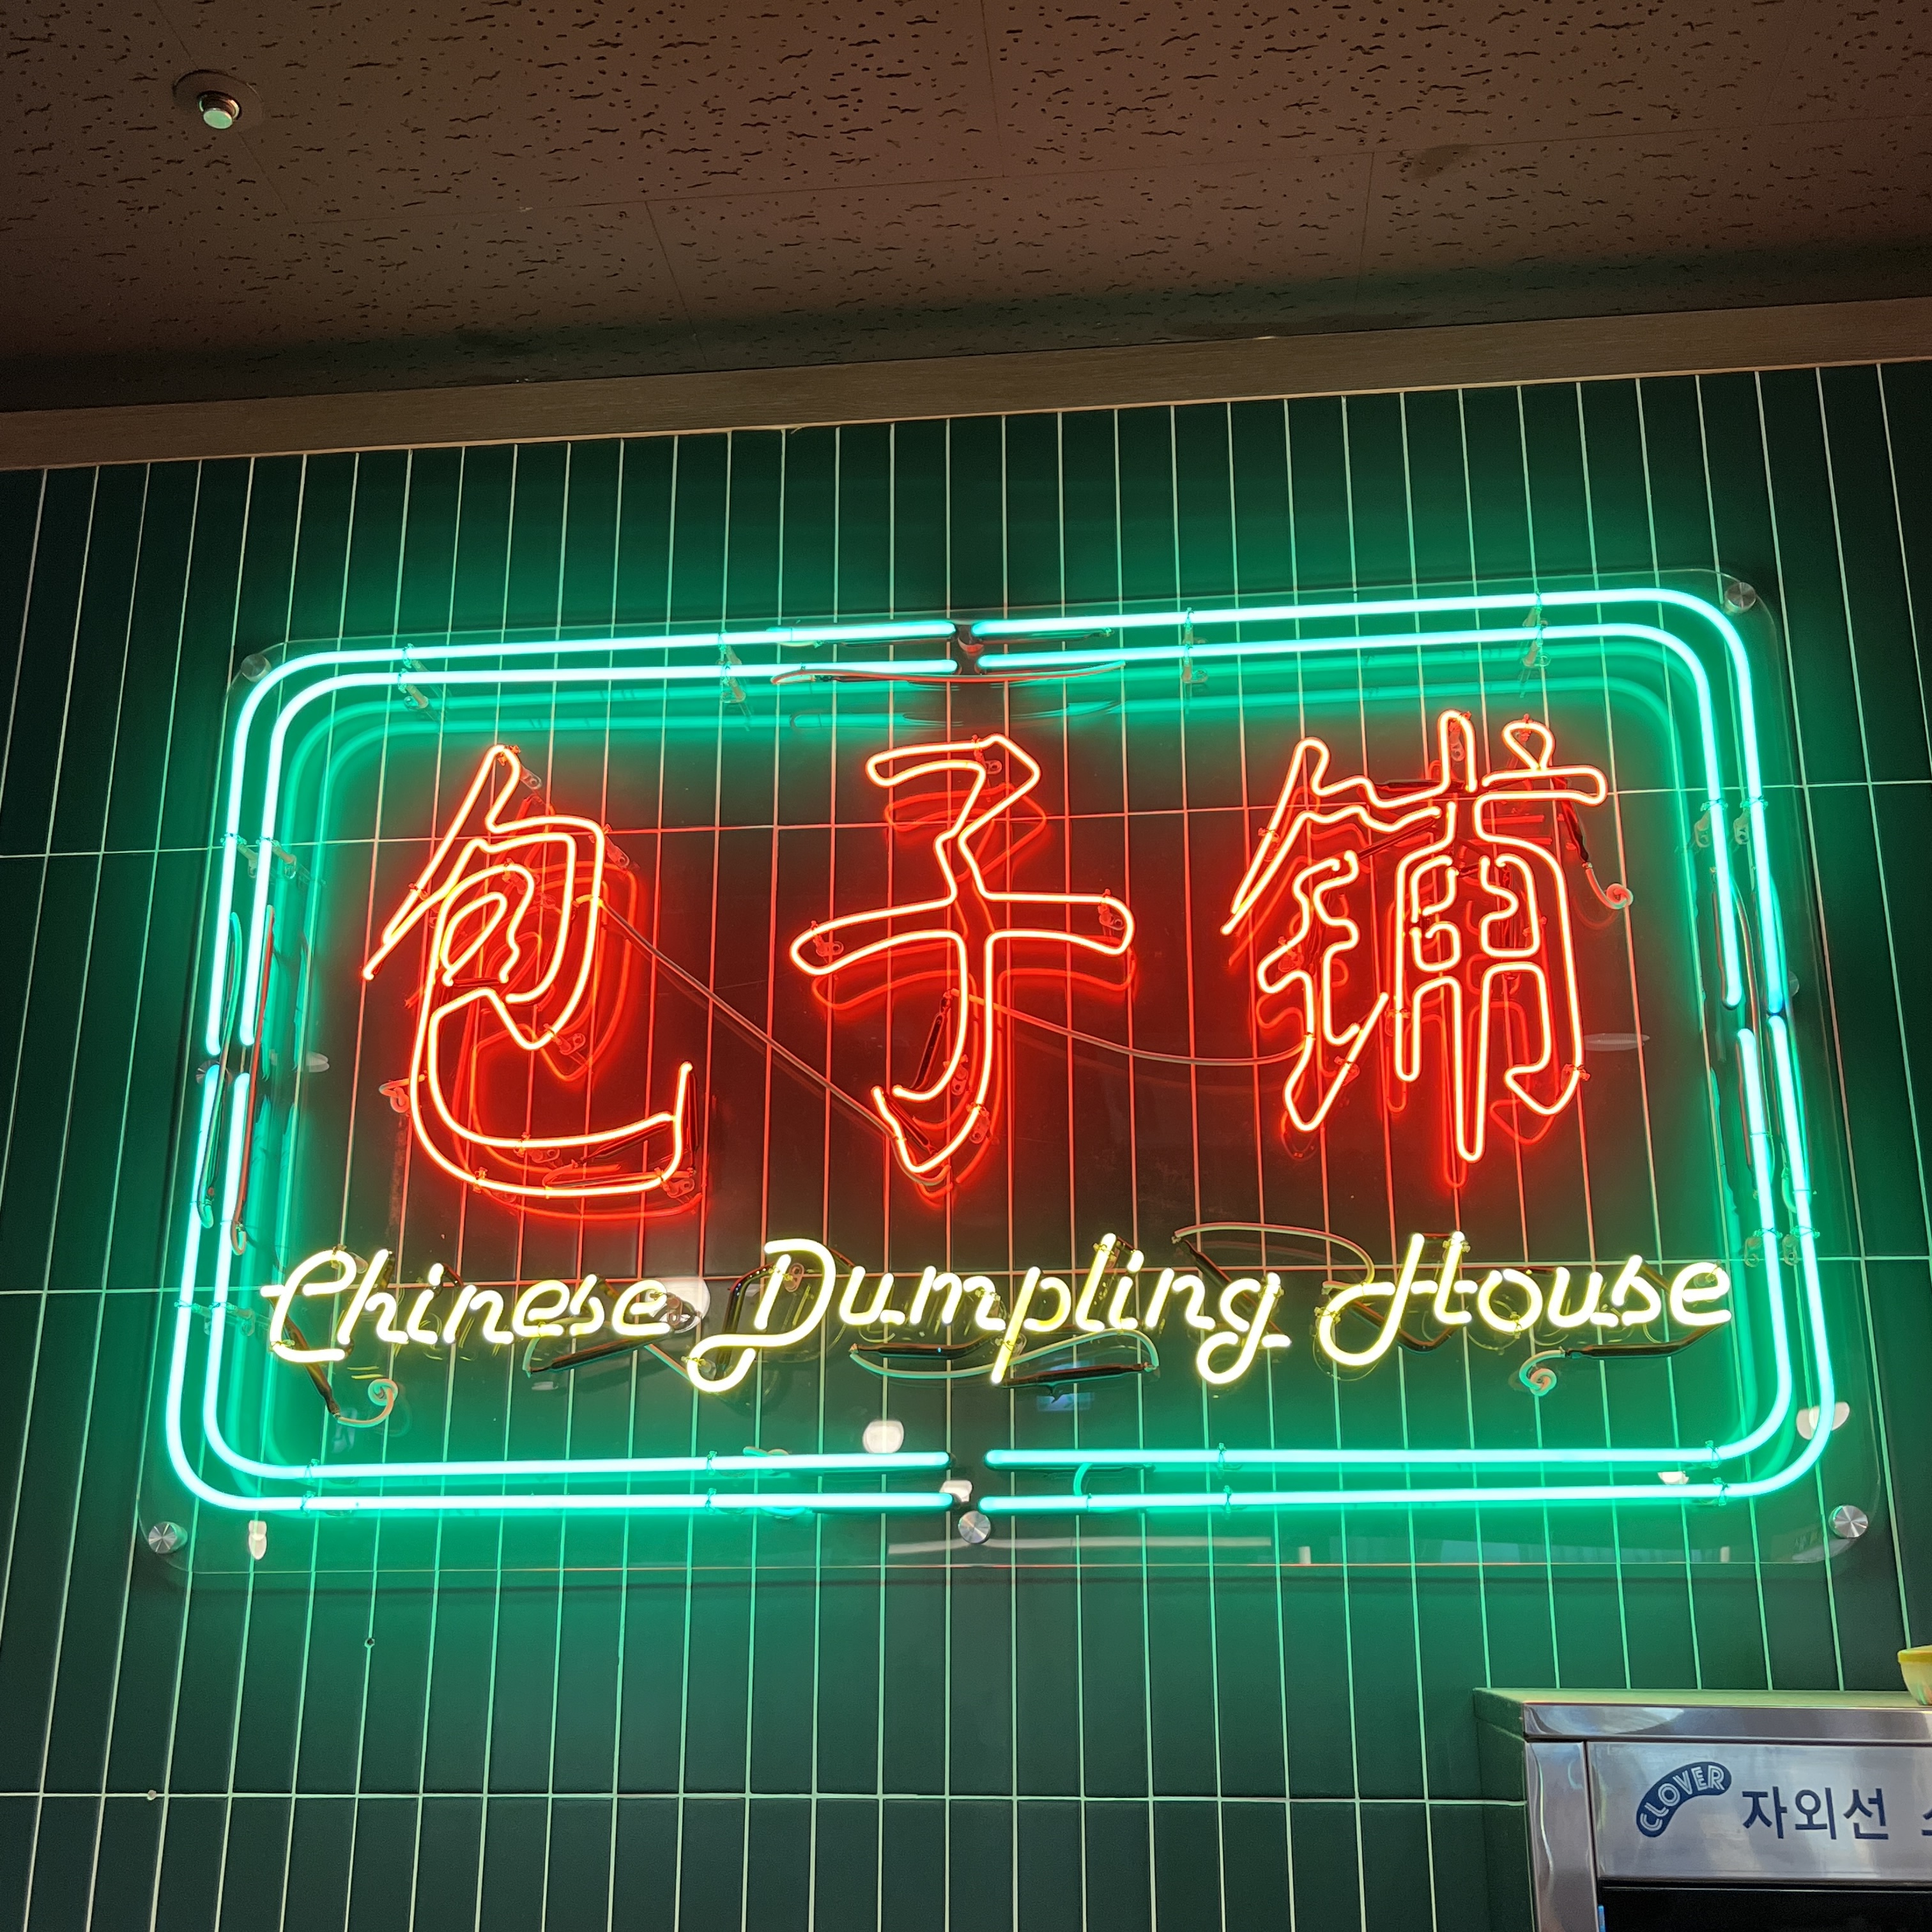 包子铺
Chinese Dumpling House
CLOVER
자외선